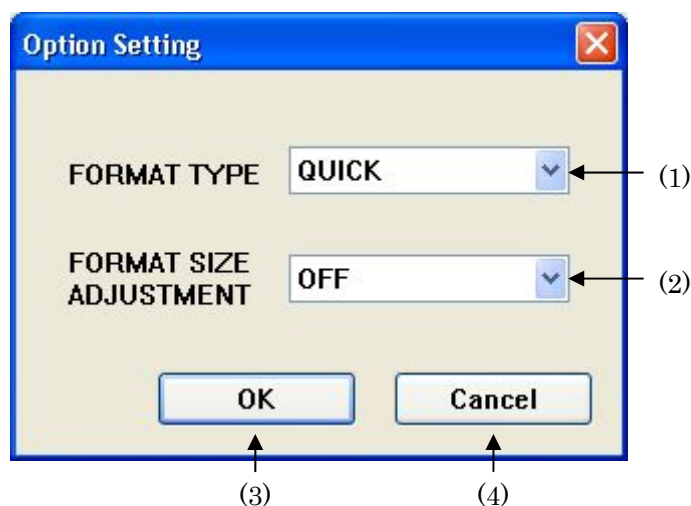 Option Setting
FORMAT TYPE QUICK (1)
FORMAT SIZE
ADJUSTMENT OFF (2)
OK Cancel
(3) (4)